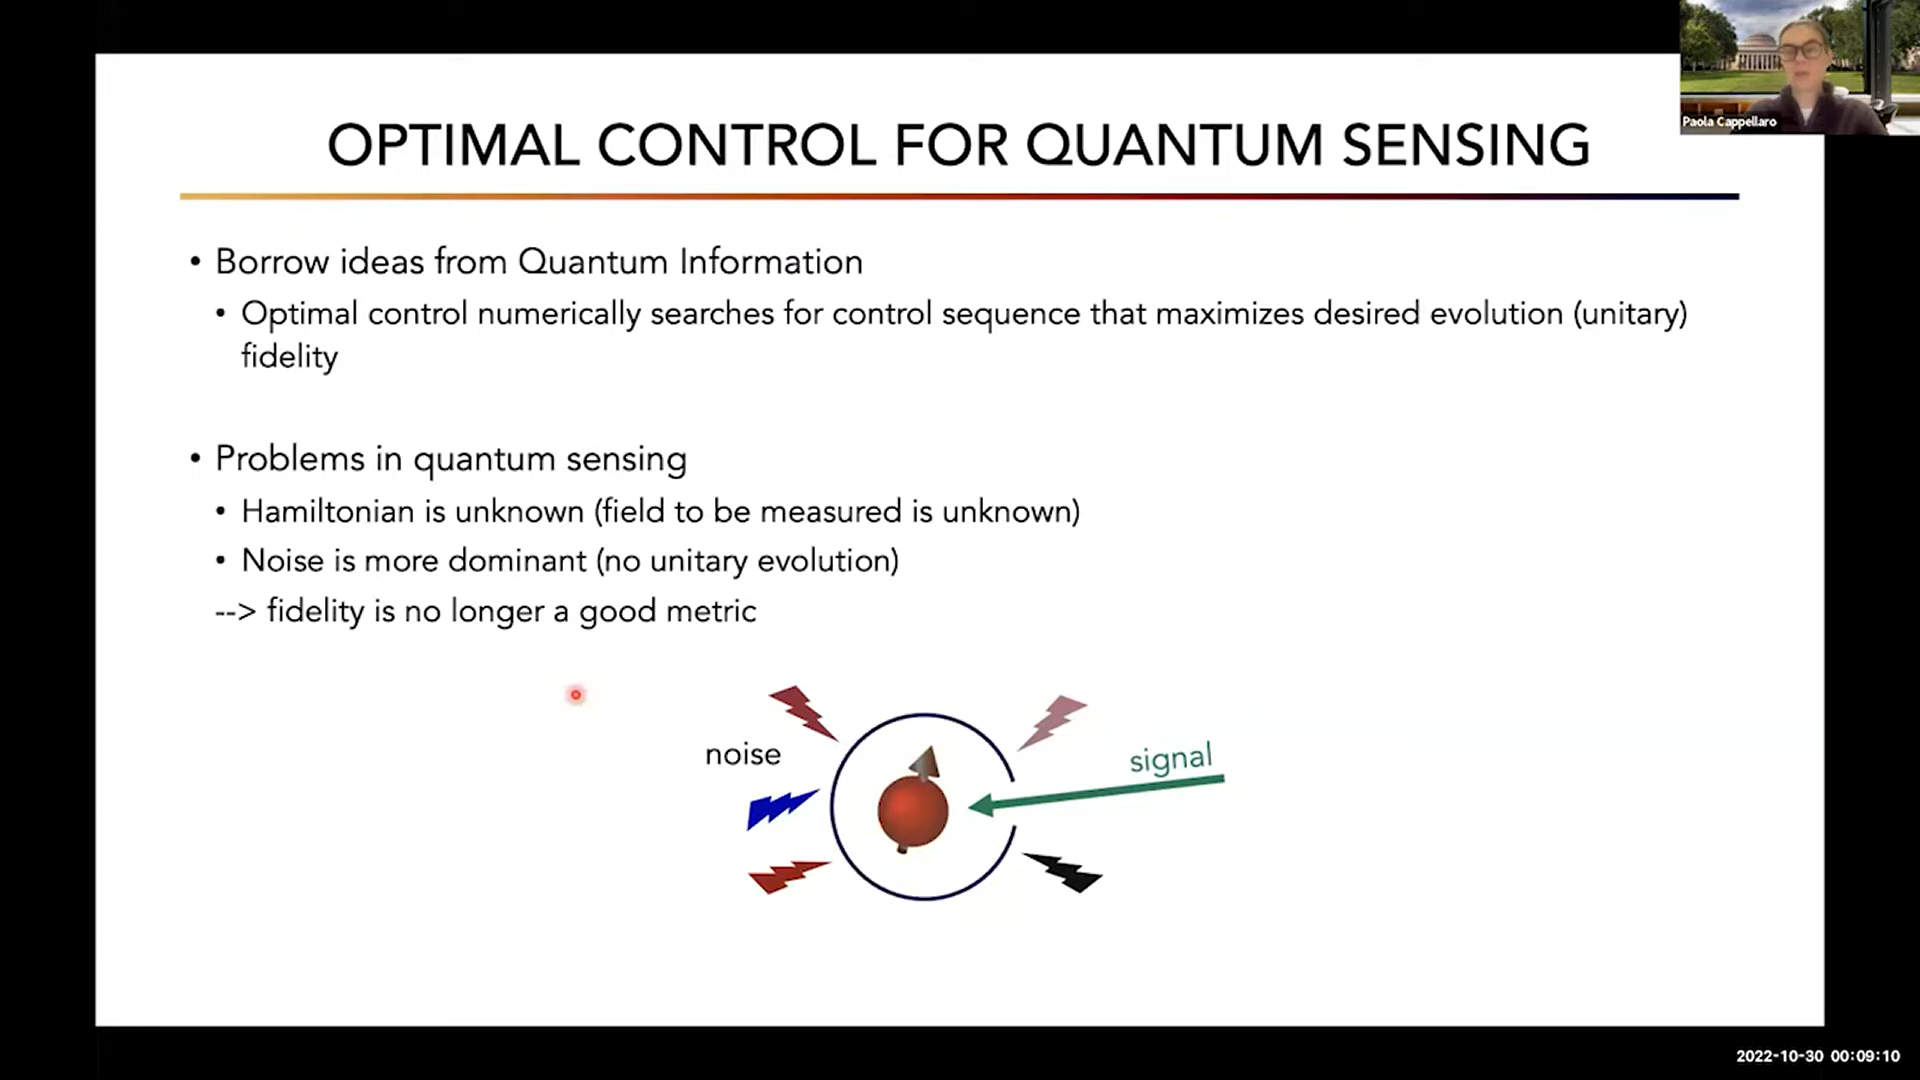 Paola Cappellaro
OPTIMAL CONTROL FOR QUANTUM SENSING
• Borrow ideas from Quantum Information
• Optimal control numerically searches for control sequence that maximizes desired evolution (unitary)
fidelity
• Problems in quantum sensing
• Hamiltonian is unknown (field to be measured is unknown)
• Noise is more dominant (no unitary evolution)
--> fidelity is no longer a good metric
noise
signal
2022-10-30 00:09:10